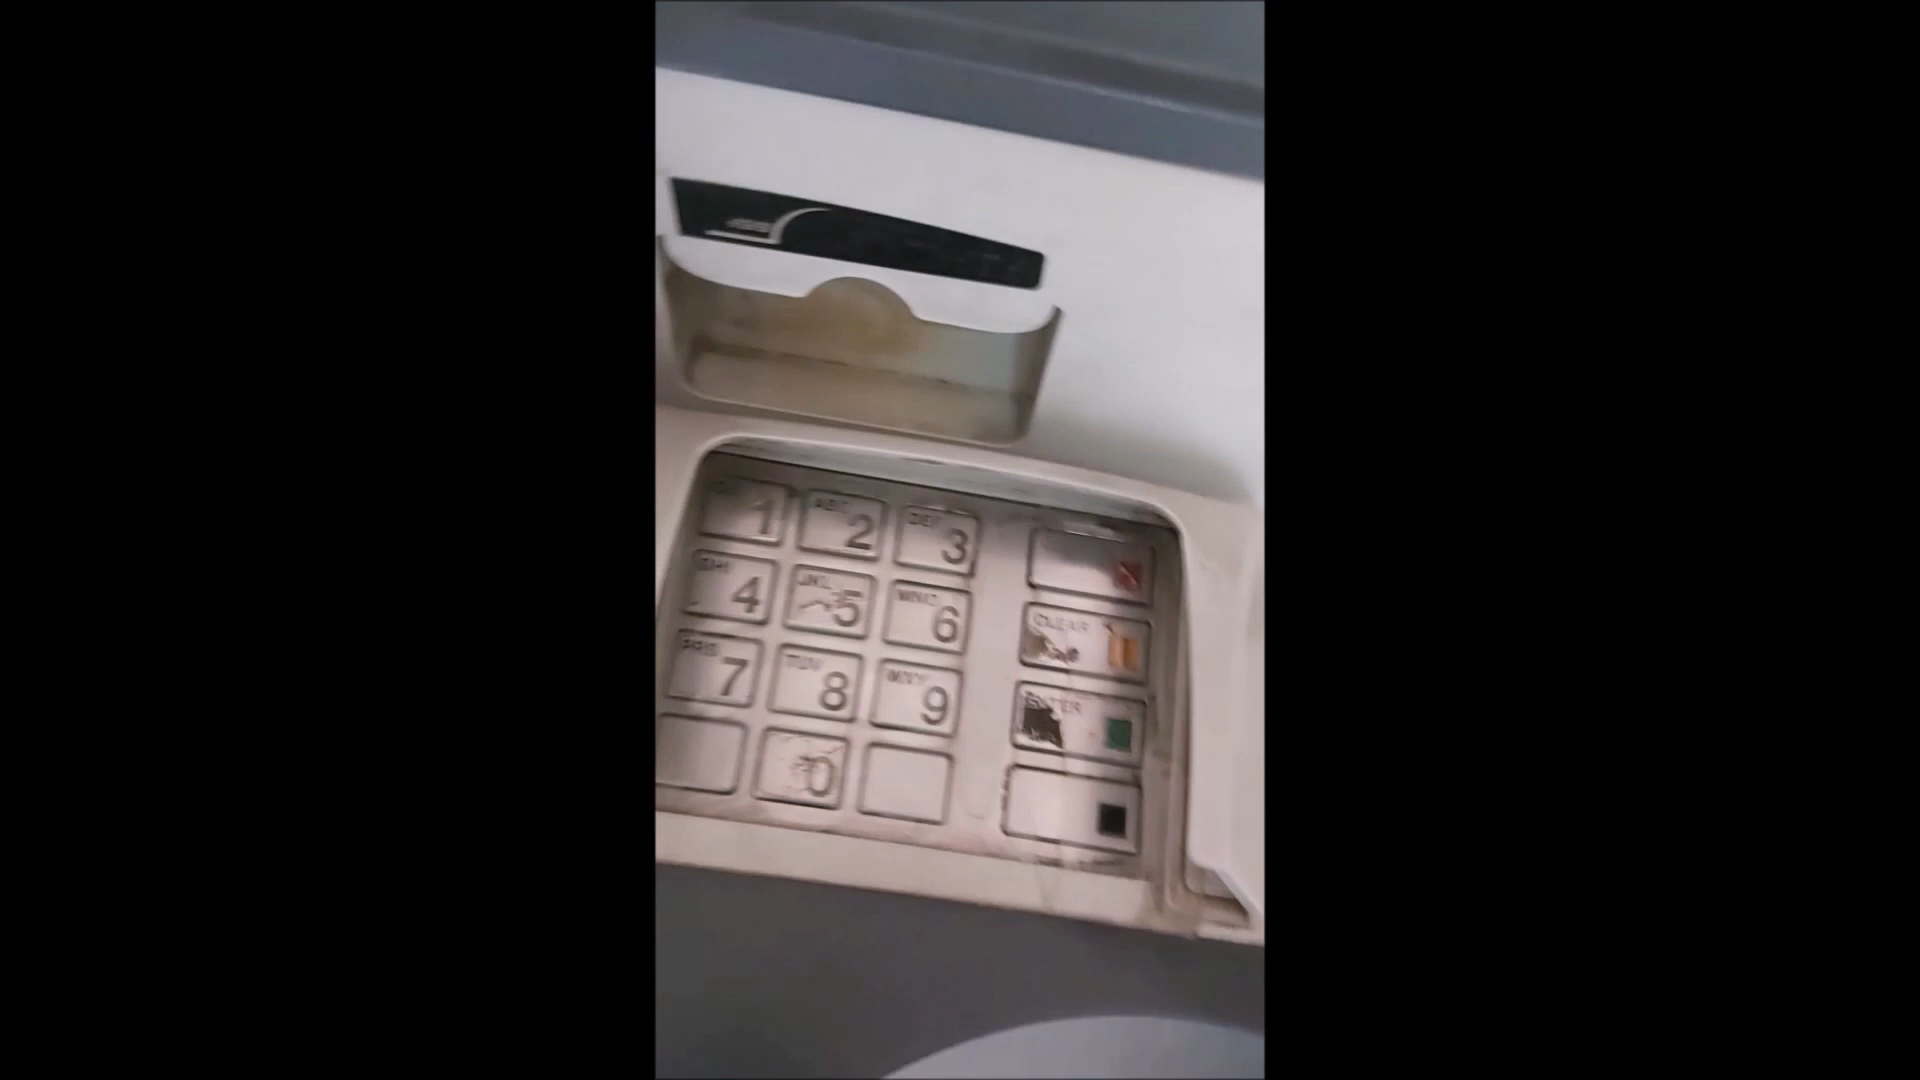 1 ABC 2 DEF 3
GHI 4 JKL 5 MNO 6 CLEAR
PRS 7 TUV 8 WXY 9 ENTER
0